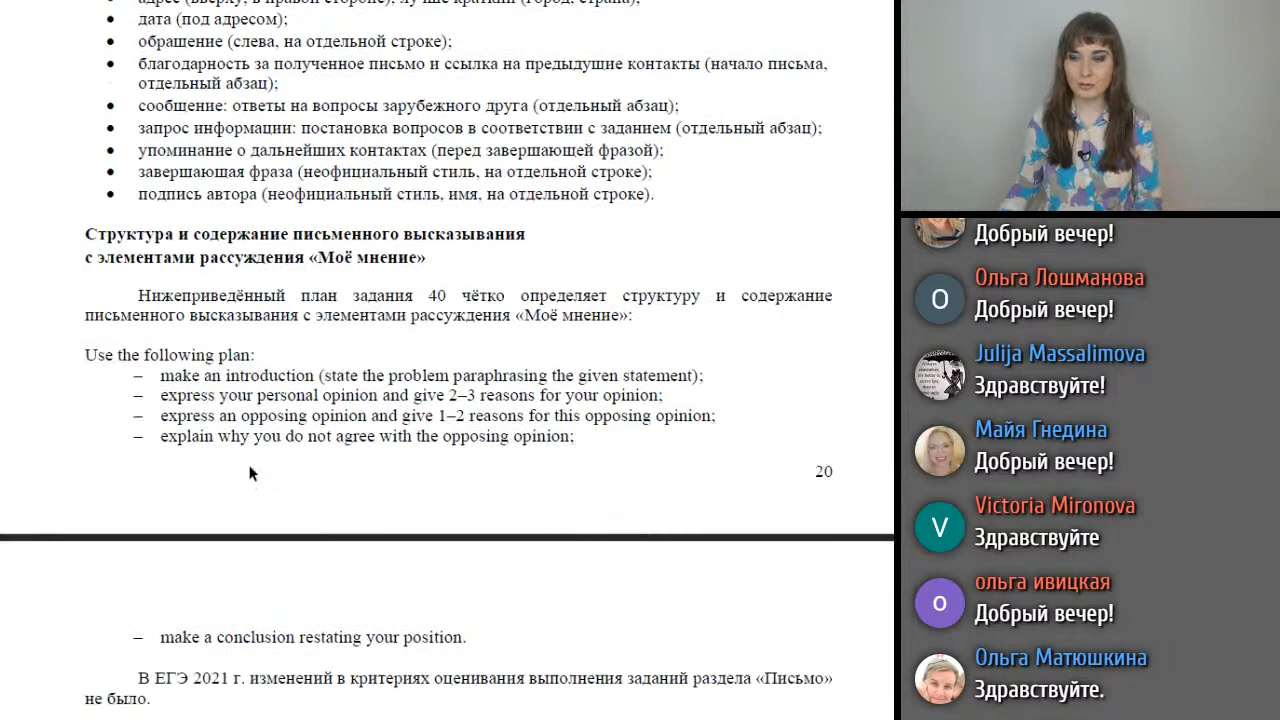 адрес (вверху, в правой стороне), лучше краткий (город, страна);
• дата (под адресом);
• обращение (слева, на отдельной строке);
• благодарность за полученное письмо и ссылка на предыдущие контакты (начало письма,
отдельный абзац);
• сообщение: ответы на вопросы зарубежного друга (отдельный абзац);
• запрос информации: постановка вопросов в соответствии с заданием (отдельный абзац);
• упоминание о дальнейших контактах (перед завершающей фразой);
• завершающая фраза (неофициальный стиль, на отдельной строке);
• подпись автора (неофициальный стиль, имя, на отдельной строке).
Структура и содержание письменного высказывания
с элементами рассуждения «Моё мнение»
Нижеприведённый план задания 40 чётко определяет структуру и содержание
письменного высказывания с элементами рассуждения «Моё мнение»:
Use the following plan:
– make an introduction (state the problem paraphrasing the given statement);
– express your personal opinion and give 2–3 reasons for your opinion;
– express an opposing opinion and give 1–2 reasons for this opposing opinion;
– explain why you do not agree with the opposing opinion;
20
– make a conclusion restating your position.
В ЕГЭ 2021 г. изменений в критериях оценивания выполнения заданий раздела «Письмо»
не было.
Добрый вечер!
О
Ольга Лошманова
Добрый вечер!
Julija Massalimova
Здравствуйте!
Майя Гнедина
Добрый вечер!
V
Victoria Mironova
Здравствуйте
о
ольга ивицкая
Добрый вечер!
Ольга Матюшкина
Здравствуйте.